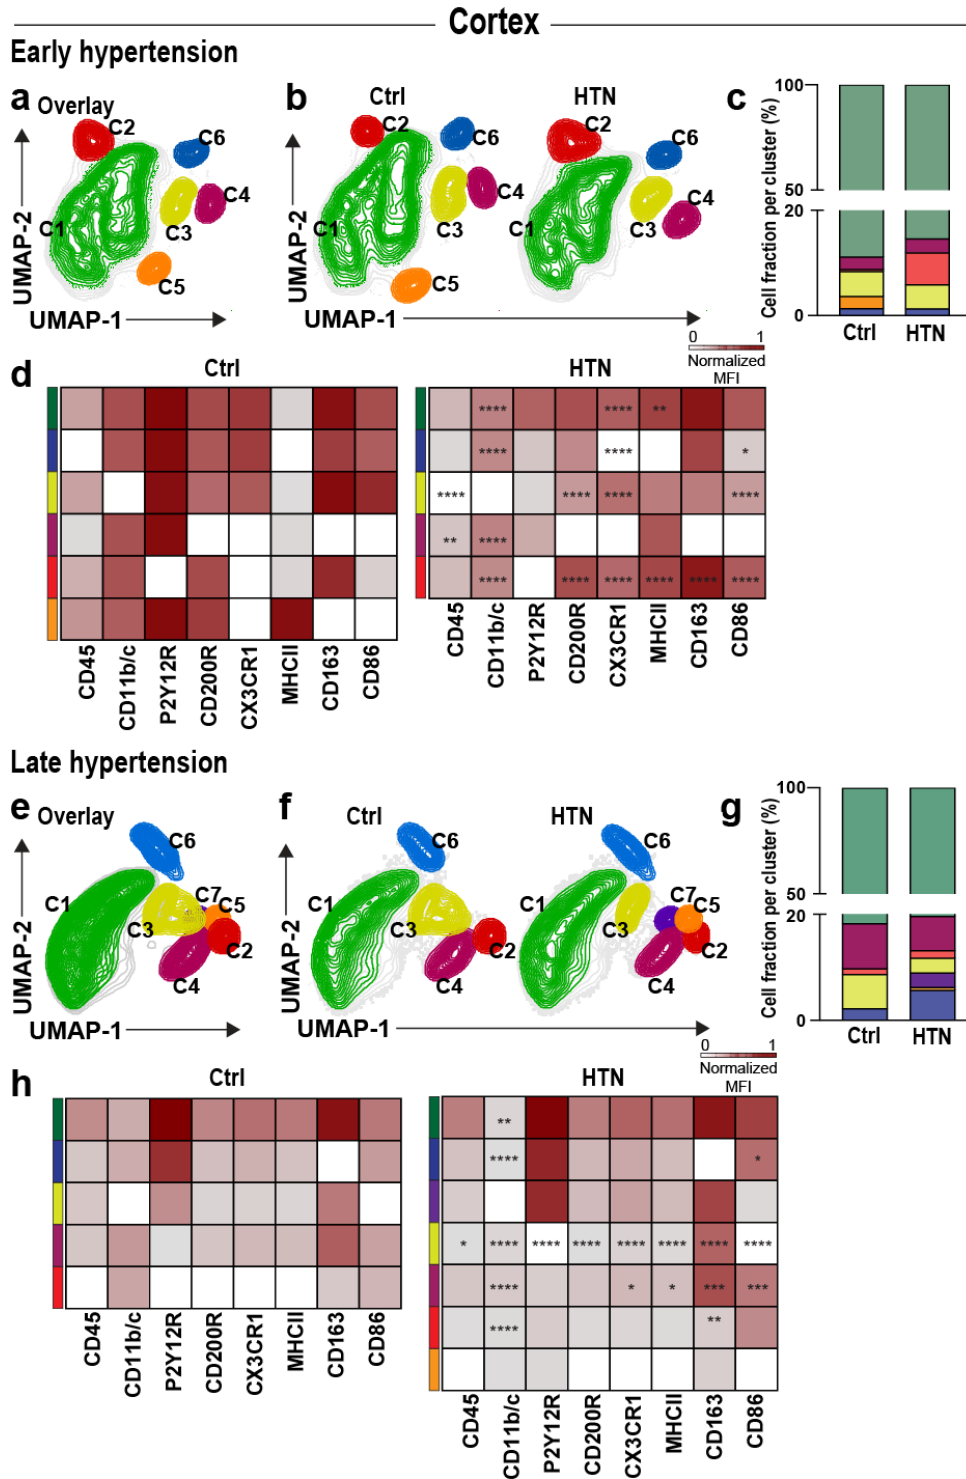 Cortex
Early hypertension
a Overlay
C2
C6
C4
C1
C3
C5
UMAP-2
UMAP-1
b Ctrl HTN
C2
C6
C4
C1
C3
C5
C2
C6
C4
C1
C3
UMAP-2
UMAP-1
c
Cell fraction per cluster (%)
100
50
20
0
Ctrl HTN
0 1
Normalized
MFI
d Ctrl HTN
**** **** **
**** **** *
**** **** **** ****
** ****
**** **** **** **** **** ****
CD45 CD11b/c P2Y12R CD200R CX3CR1 MHCII CD163 CD86
CD45 CD11b/c P2Y12R CD200R CX3CR1 MHCII CD163 CD86
Late hypertension
e Overlay
C6
C1
C7
C5
C3
C2
C4
UMAP-2
UMAP-1
f Ctrl HTN
C6
C1
C3
C2
C4
C6
C1
C7
C5
C3
C2
C4
UMAP-2
UMAP-1
g
Cell fraction per cluster (%)
100
50
20
0
Ctrl HTN
0 1
Normalized
MFI
h Ctrl HTN
**
**** *
* **** **** **** **** **** **** ****
**** * * *** ***
**** **
CD45 CD11b/c P2Y12R CD200R CX3CR1 MHCII CD163 CD86
CD45 CD11b/c P2Y12R CD200R CX3CR1 MHCII CD163 CD86